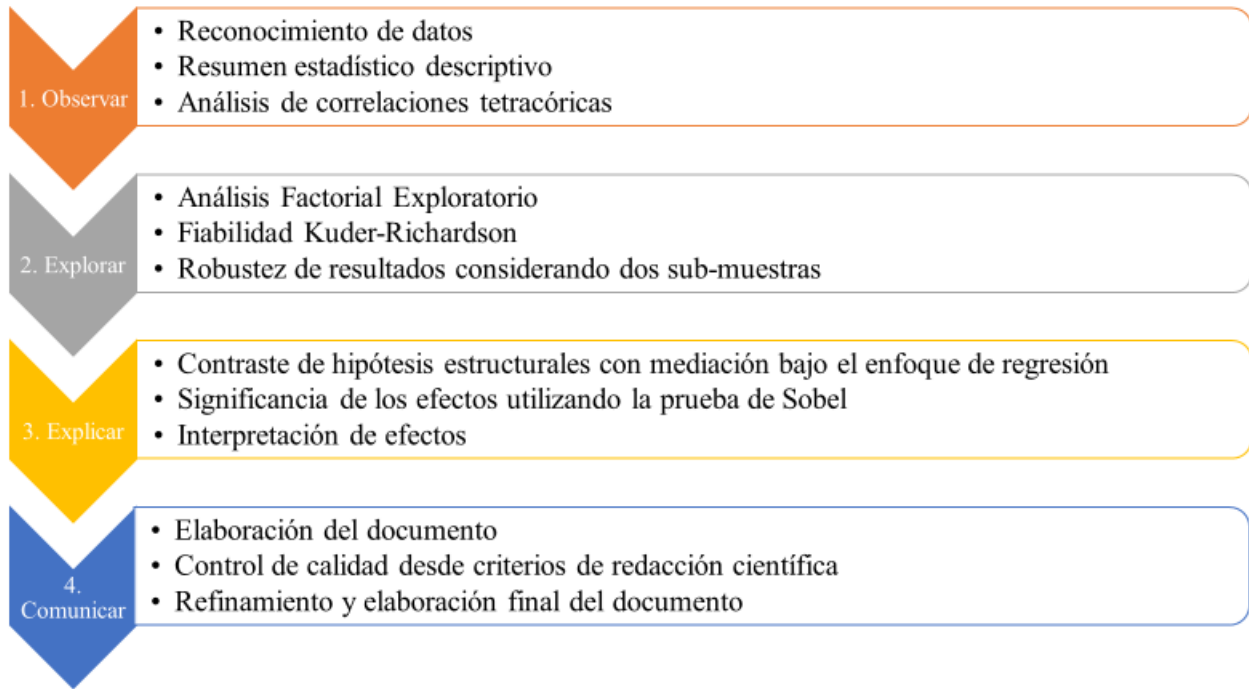 1. Observar
• Reconocimiento de datos
• Resumen estadístico descriptivo
• Análisis de correlaciones tetracóricas
2. Explorar
• Análisis Factorial Exploratorio
• Fiabilidad Kuder-Richardson
• Robustez de resultados considerando dos sub-muestras
3. Explicar
• Contraste de hipótesis estructurales con mediación bajo el enfoque de regresión
• Significancia de los efectos utilizando la prueba de Sobel
• Interpretación de efectos
4.
Comunicar
• Elaboración del documento
• Control de calidad desde criterios de redacción científica
• Refinamiento y elaboración final del documento